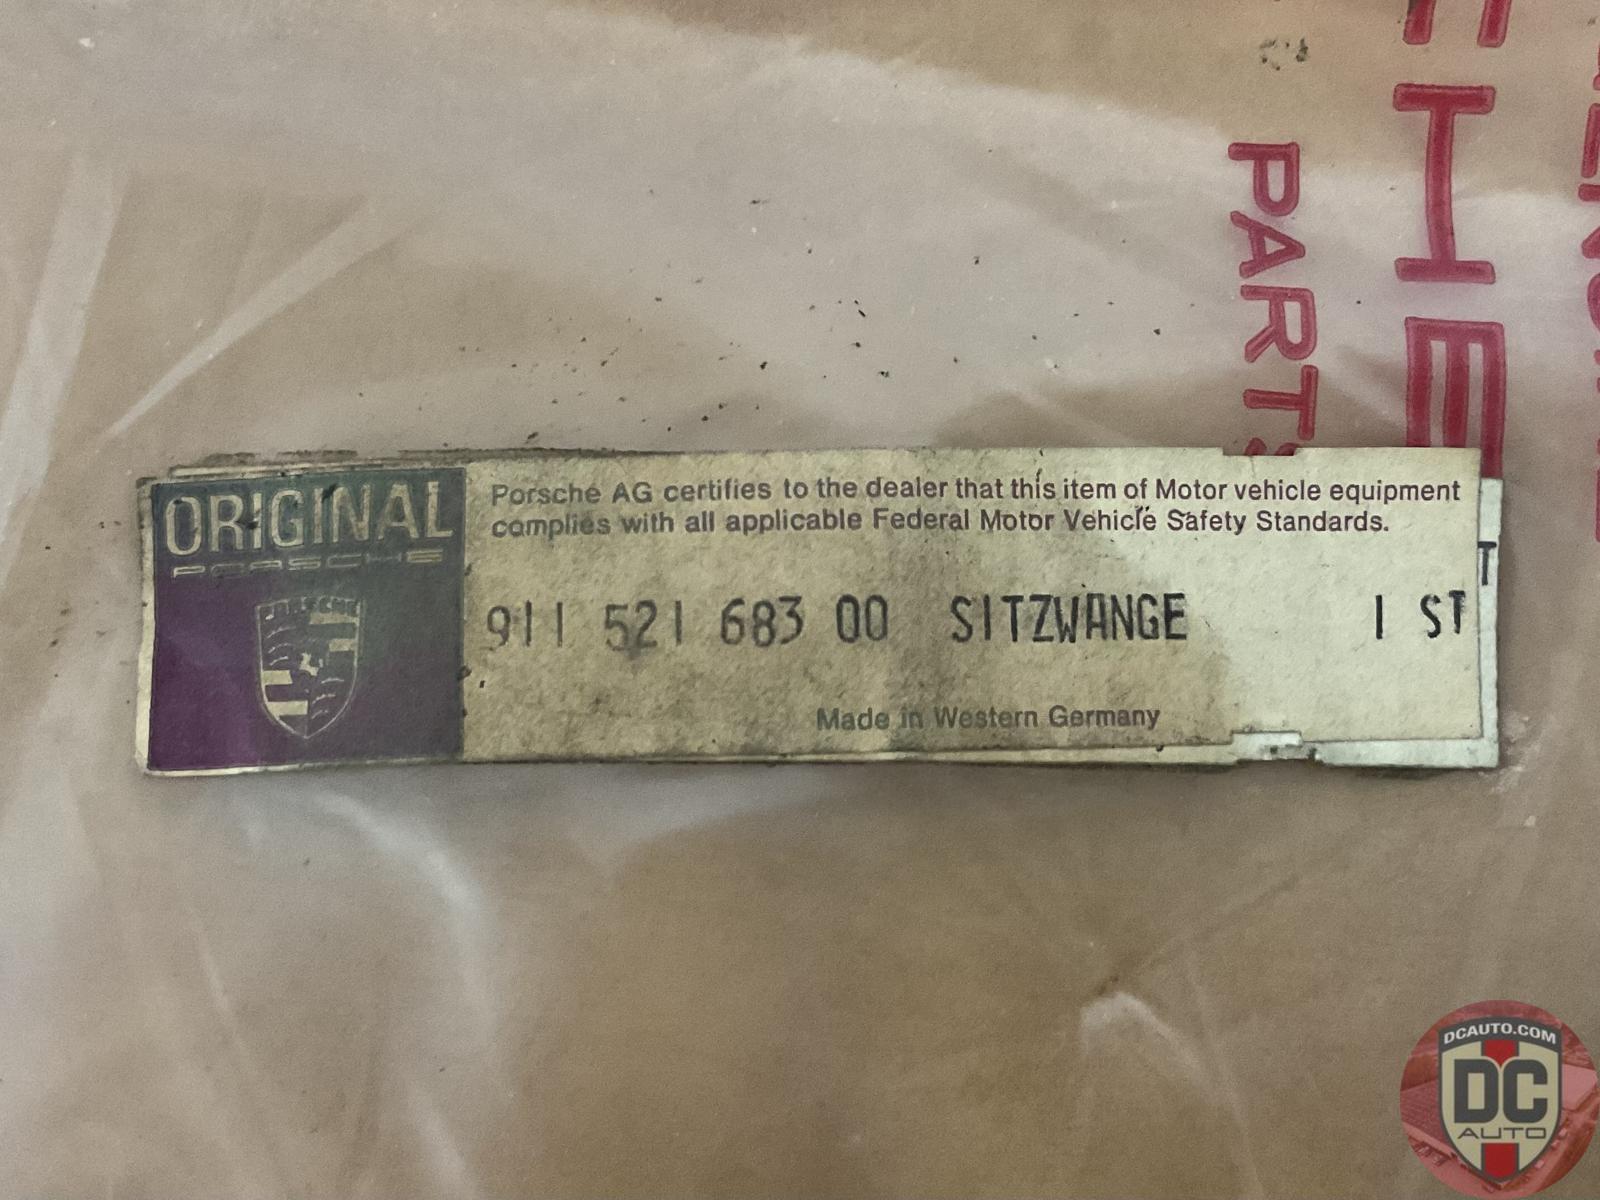 ORIGINAL
PORSCHE
PORSCHE
Porsche AG certifies to the dealer that this item of Motor vehicle equipment
complies with all applicable Federal Motor Vehicle Safety Standards.
911 521 683 00 SITZWANGE 1 ST
T
Made in Western Germany
PARTS
CHE
DCAUTO.COM
DC
AUTO